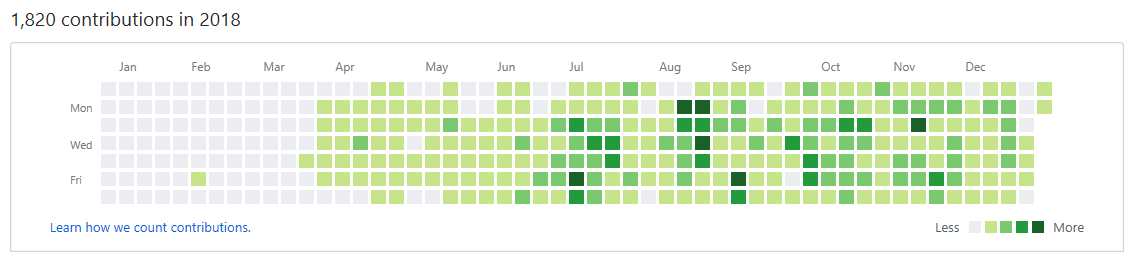 1,820 contributions in 2018
Jan Feb Mar Apr May Jun Jul Aug Sep Oct Nov Dec
Mon
Wed
Fri
Learn how we count contributions. Less More